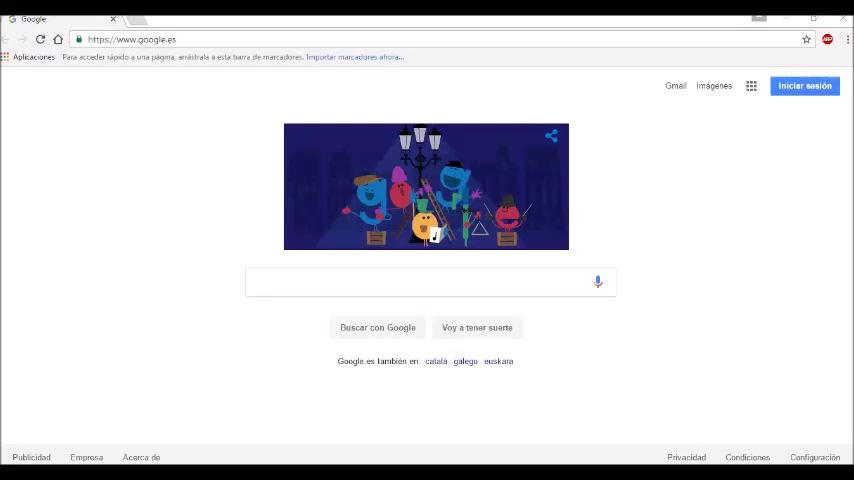 Google
https://www.google.es
Aplicaciones Para acceder rápido a una página, arrástrala a esta barra de marcadores. Importar marcadores ahora...
Gmail Imágenes Iniciar sesión
Buscar con Google Voy a tener suerte
Google.es también en: català galego euskara
Publicidad Empresa Acerca de Privacidad Condiciones Configuración